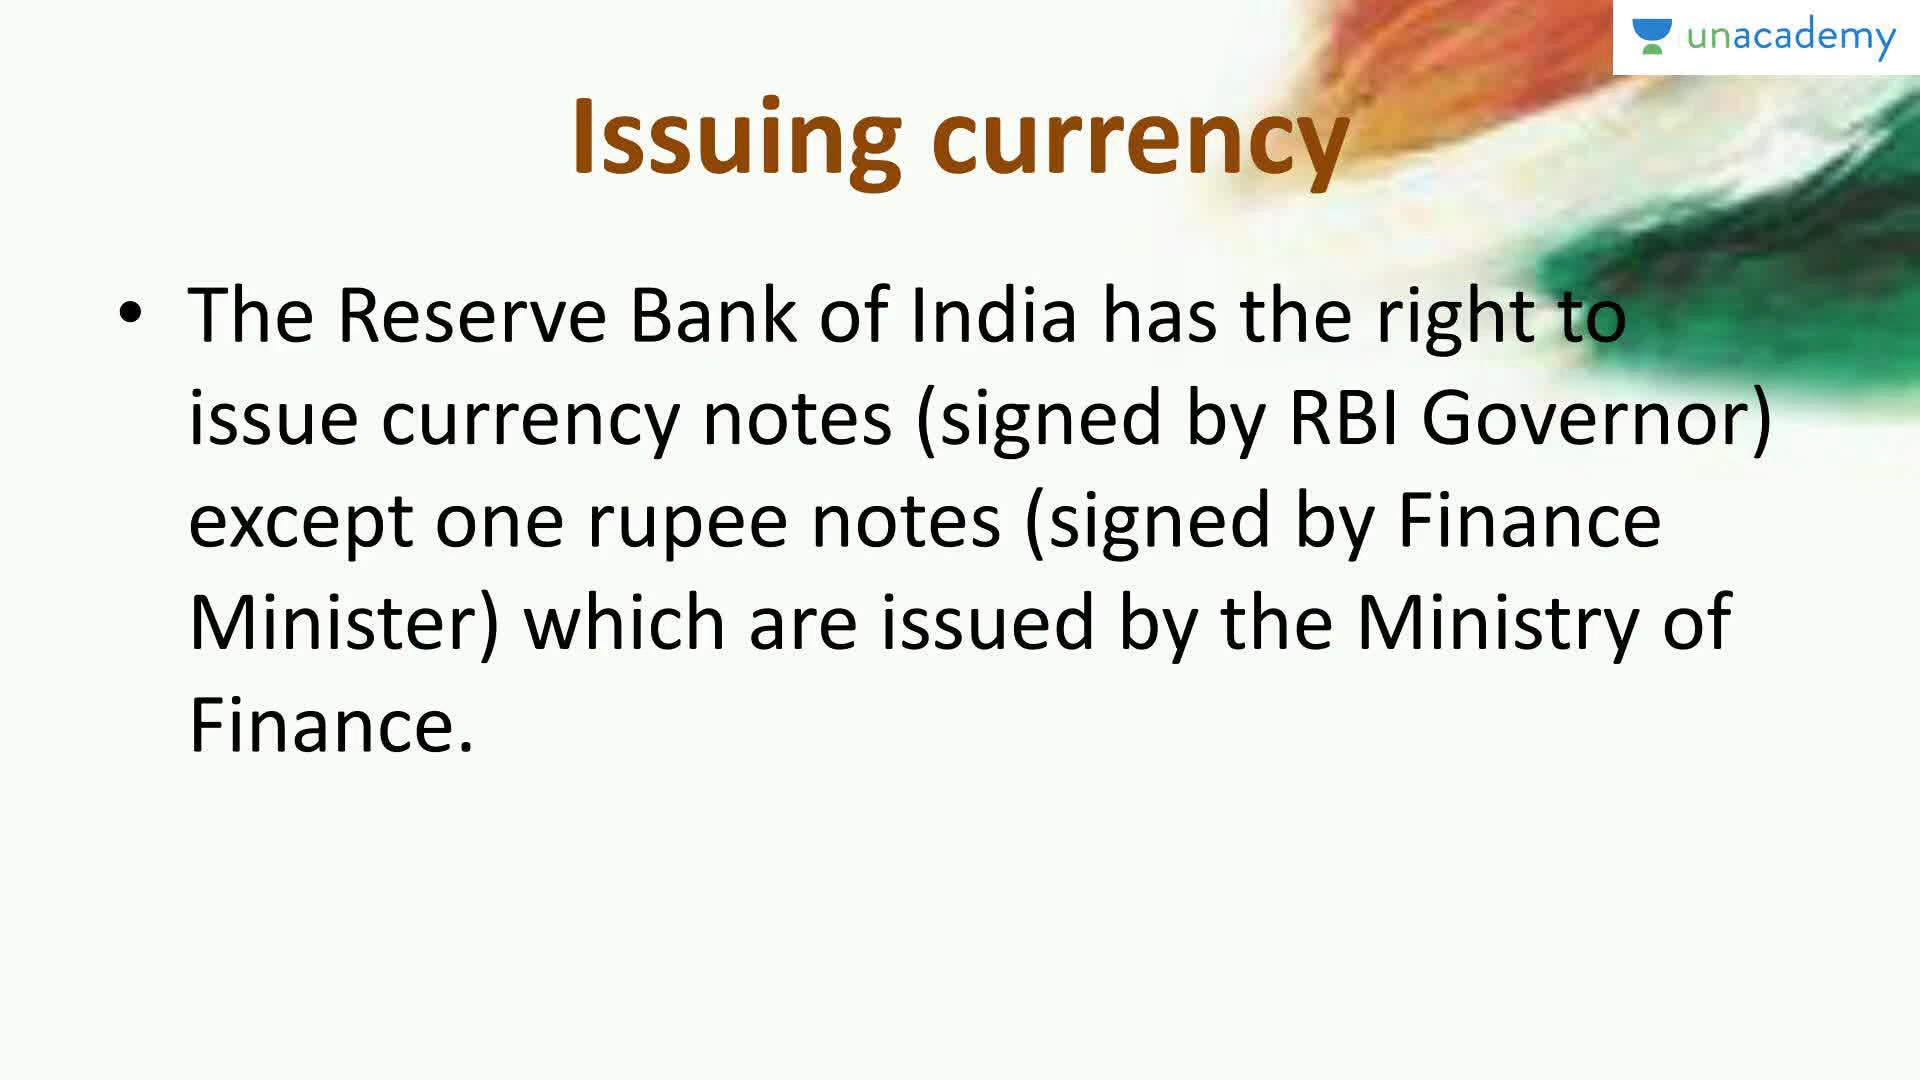 unacademy
Issuing currency
• The Reserve Bank of India has the right to
issue currency notes (signed by RBI Governor)
except one rupee notes (signed by Finance
Minister) which are issued by the Ministry of
Finance.